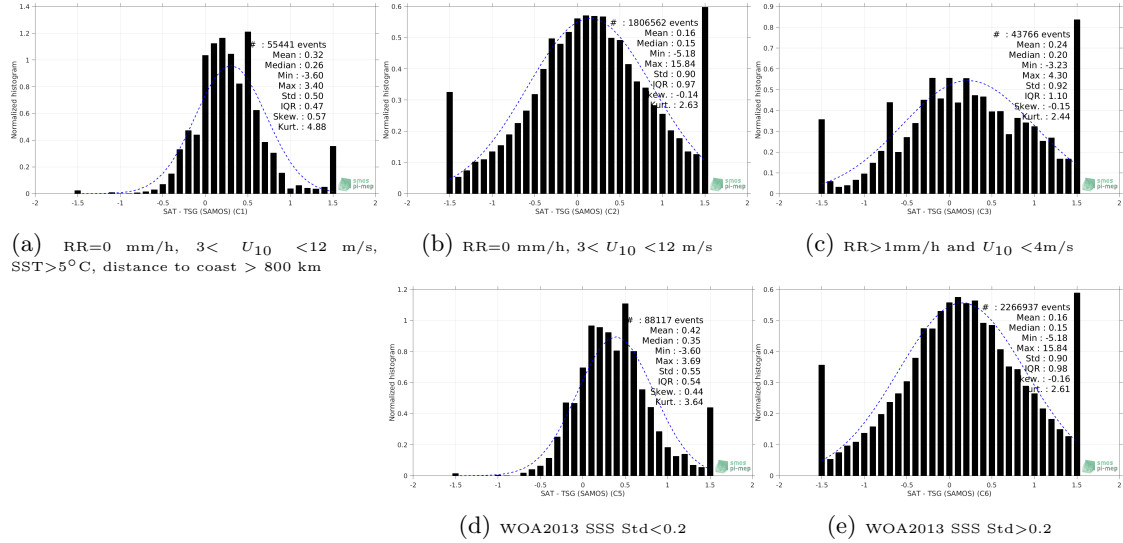 # : 55441 events
Mean : 0.32
Median : 0.26
Min : -3.60
Max : 3.40
Std : 0.50
IQR : 0.47
Skew. : 0.57
Kurt. : 4.88
Normalized histogram
1.4
1.2
1
0.8
0.6
0.4
0.2
0
-2 -1.5 -1 -0.5 0 0.5 1 1.5 2
SAT - TSG (SAMOS) (C1)
smos
pi-mep
(a) RR=0 mm/h, 3< U10 <12 m/s,
SST>5°C, distance to coast > 800 km
# : 1806562 events
Mean : 0.16
Median : 0.15
Min : -5.18
Max : 15.84
Std : 0.90
IQR : 0.97
Skew. : -0.14
Kurt. : 2.63
Normalized histogram
0.6
0.5
0.4
0.3
0.2
0.1
0
-2 -1.5 -1 -0.5 0 0.5 1 1.5 2
SAT - TSG (SAMOS) (C2)
smos
pi-mep
(b) RR=0 mm/h, 3< U10 <12 m/s
# : 43766 events
Mean : 0.24
Median : 0.20
Min : -3.23
Max : 4.30
Std : 0.92
IQR : 1.10
Skew. : -0.15
Kurt. : 2.44
Normalized histogram
0.9
0.8
0.7
0.6
0.5
0.4
0.3
0.2
0.1
0
-2 -1.5 -1 -0.5 0 0.5 1 1.5 2
SAT - TSG (SAMOS) (C3)
smos
pi-mep
(c) RR>1mm/h and U10 <4m/s
# : 88117 events
Mean : 0.42
Median : 0.35
Min : -3.60
Max : 3.69
Std : 0.55
IQR : 0.54
Skew. : 0.44
Kurt. : 3.64
Normalized histogram
1.2
1
0.8
0.6
0.4
0.2
0
-2 -1.5 -1 -0.5 0 0.5 1 1.5 2
SAT - TSG (SAMOS) (C5)
smos
pi-mep
(d) WOA2013 SSS Std<0.2
# : 2266937 events
Mean : 0.16
Median : 0.15
Min : -5.18
Max : 15.84
Std : 0.90
IQR : 0.98
Skew. : -0.16
Kurt. : 2.61
Normalized histogram
0.6
0.5
0.4
0.3
0.2
0.1
0
-2 -1.5 -1 -0.5 0 0.5 1 1.5 2
SAT - TSG (SAMOS) (C6)
smos
pi-mep
(e) WOA2013 SSS Std>0.2